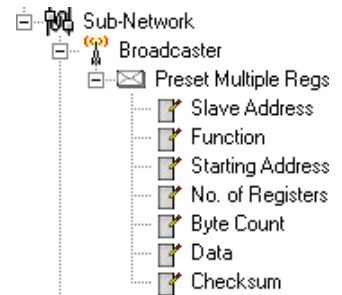 Sub-Network
Broadcaster
Preset Multiple Regs
Slave Address
Function
Starting Address
No. of Registers
Byte Count
Data
Checksum